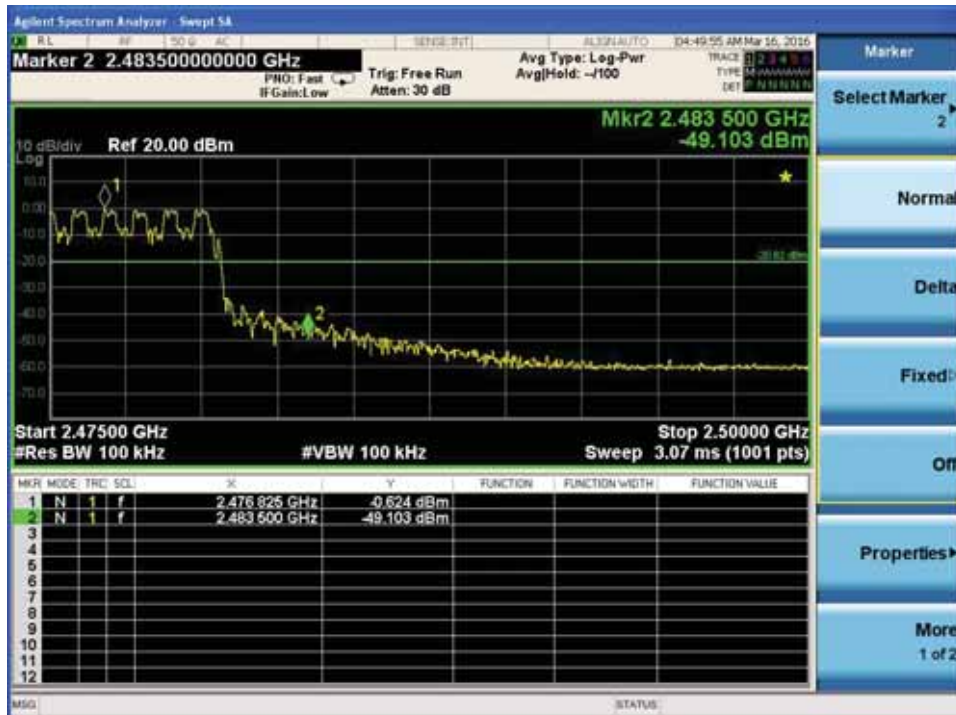 Agilent Spectrum Analyzer - Swept SA
RL RF 50 Ω AC SENSE:INT ALIGNAUTO 04:49:55 AM Mar 16, 2016
Marker 2 2.483500000000 GHz
PNO: Fast
IFGain:Low
Trig: Free Run
Atten: 30 dB
Avg Type: Log-Pwr
Avg|Hold: --/100
TRACE 1 2 3 4 5 6
TYPE M
DET P N N N N N
Mkr2 2.483 500 GHz
-49.103 dBm
10 dB/div Ref 20.00 dBm
Log
10.0
0.00
-10.0
-20.0
-30.0
-40.0
-50.0
-60.0
-70.0
1
2
Start 2.47500 GHz
Stop 2.50000 GHz
#Res BW 100 kHz
#VBW 100 kHz
Sweep 3.07 ms (1001 pts)
MKR MODE TRC SCL X Y FUNCTION FUNCTION WIDTH FUNCTION VALUE
1 N 1 f 2.476 825 GHz -0.624 dBm
2 N 1 f 2.483 500 GHz -49.103 dBm
3
4
5
6
7
8
9
10
11
12
MSG
STATUS
Marker
Select Marker
2
Normal
Delta
Fixed
Off
Properties
More
1 of 2